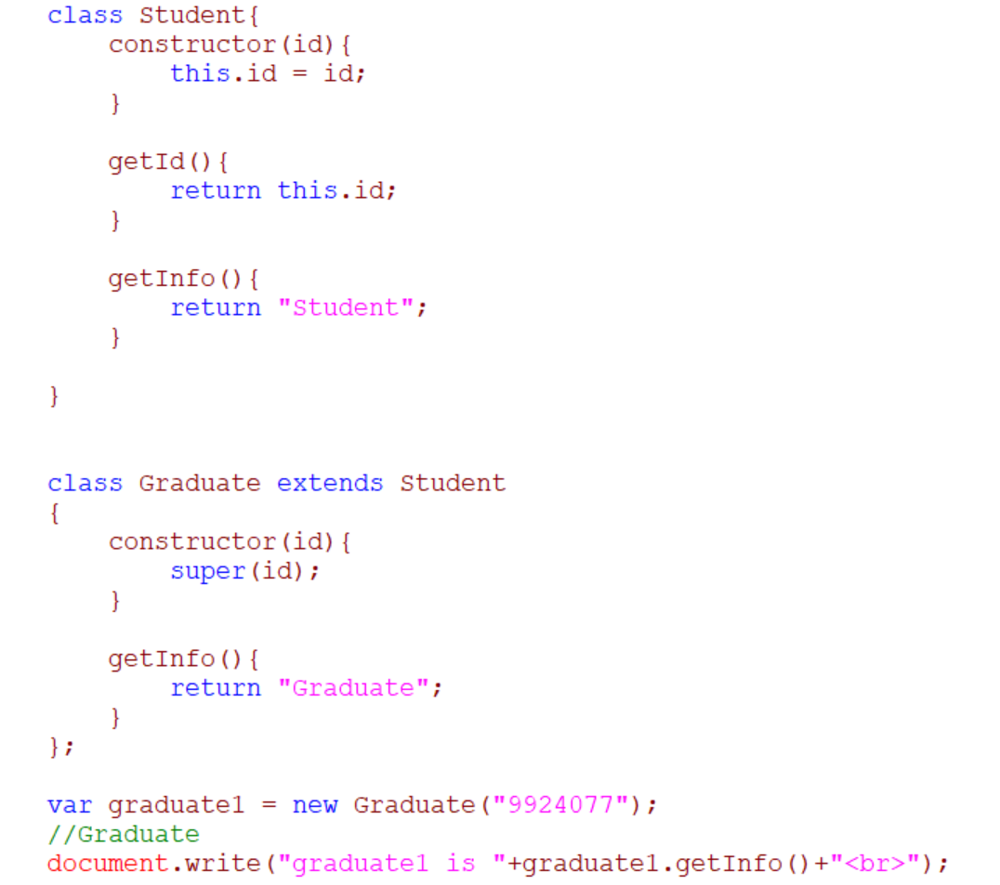 class Student{
    constructor(id){
        this.id = id;
    }

    getId(){
        return this.id;
    }

    getInfo(){
        return "Student";
    }

}


class Graduate extends Student
{
    constructor(id){
        super(id);
    }

    getInfo(){
        return "Graduate";
    }
};

var graduate1 = new Graduate("9924077");
//Graduate
document.write("graduate1 is "+graduate1.getInfo()+"<br>");